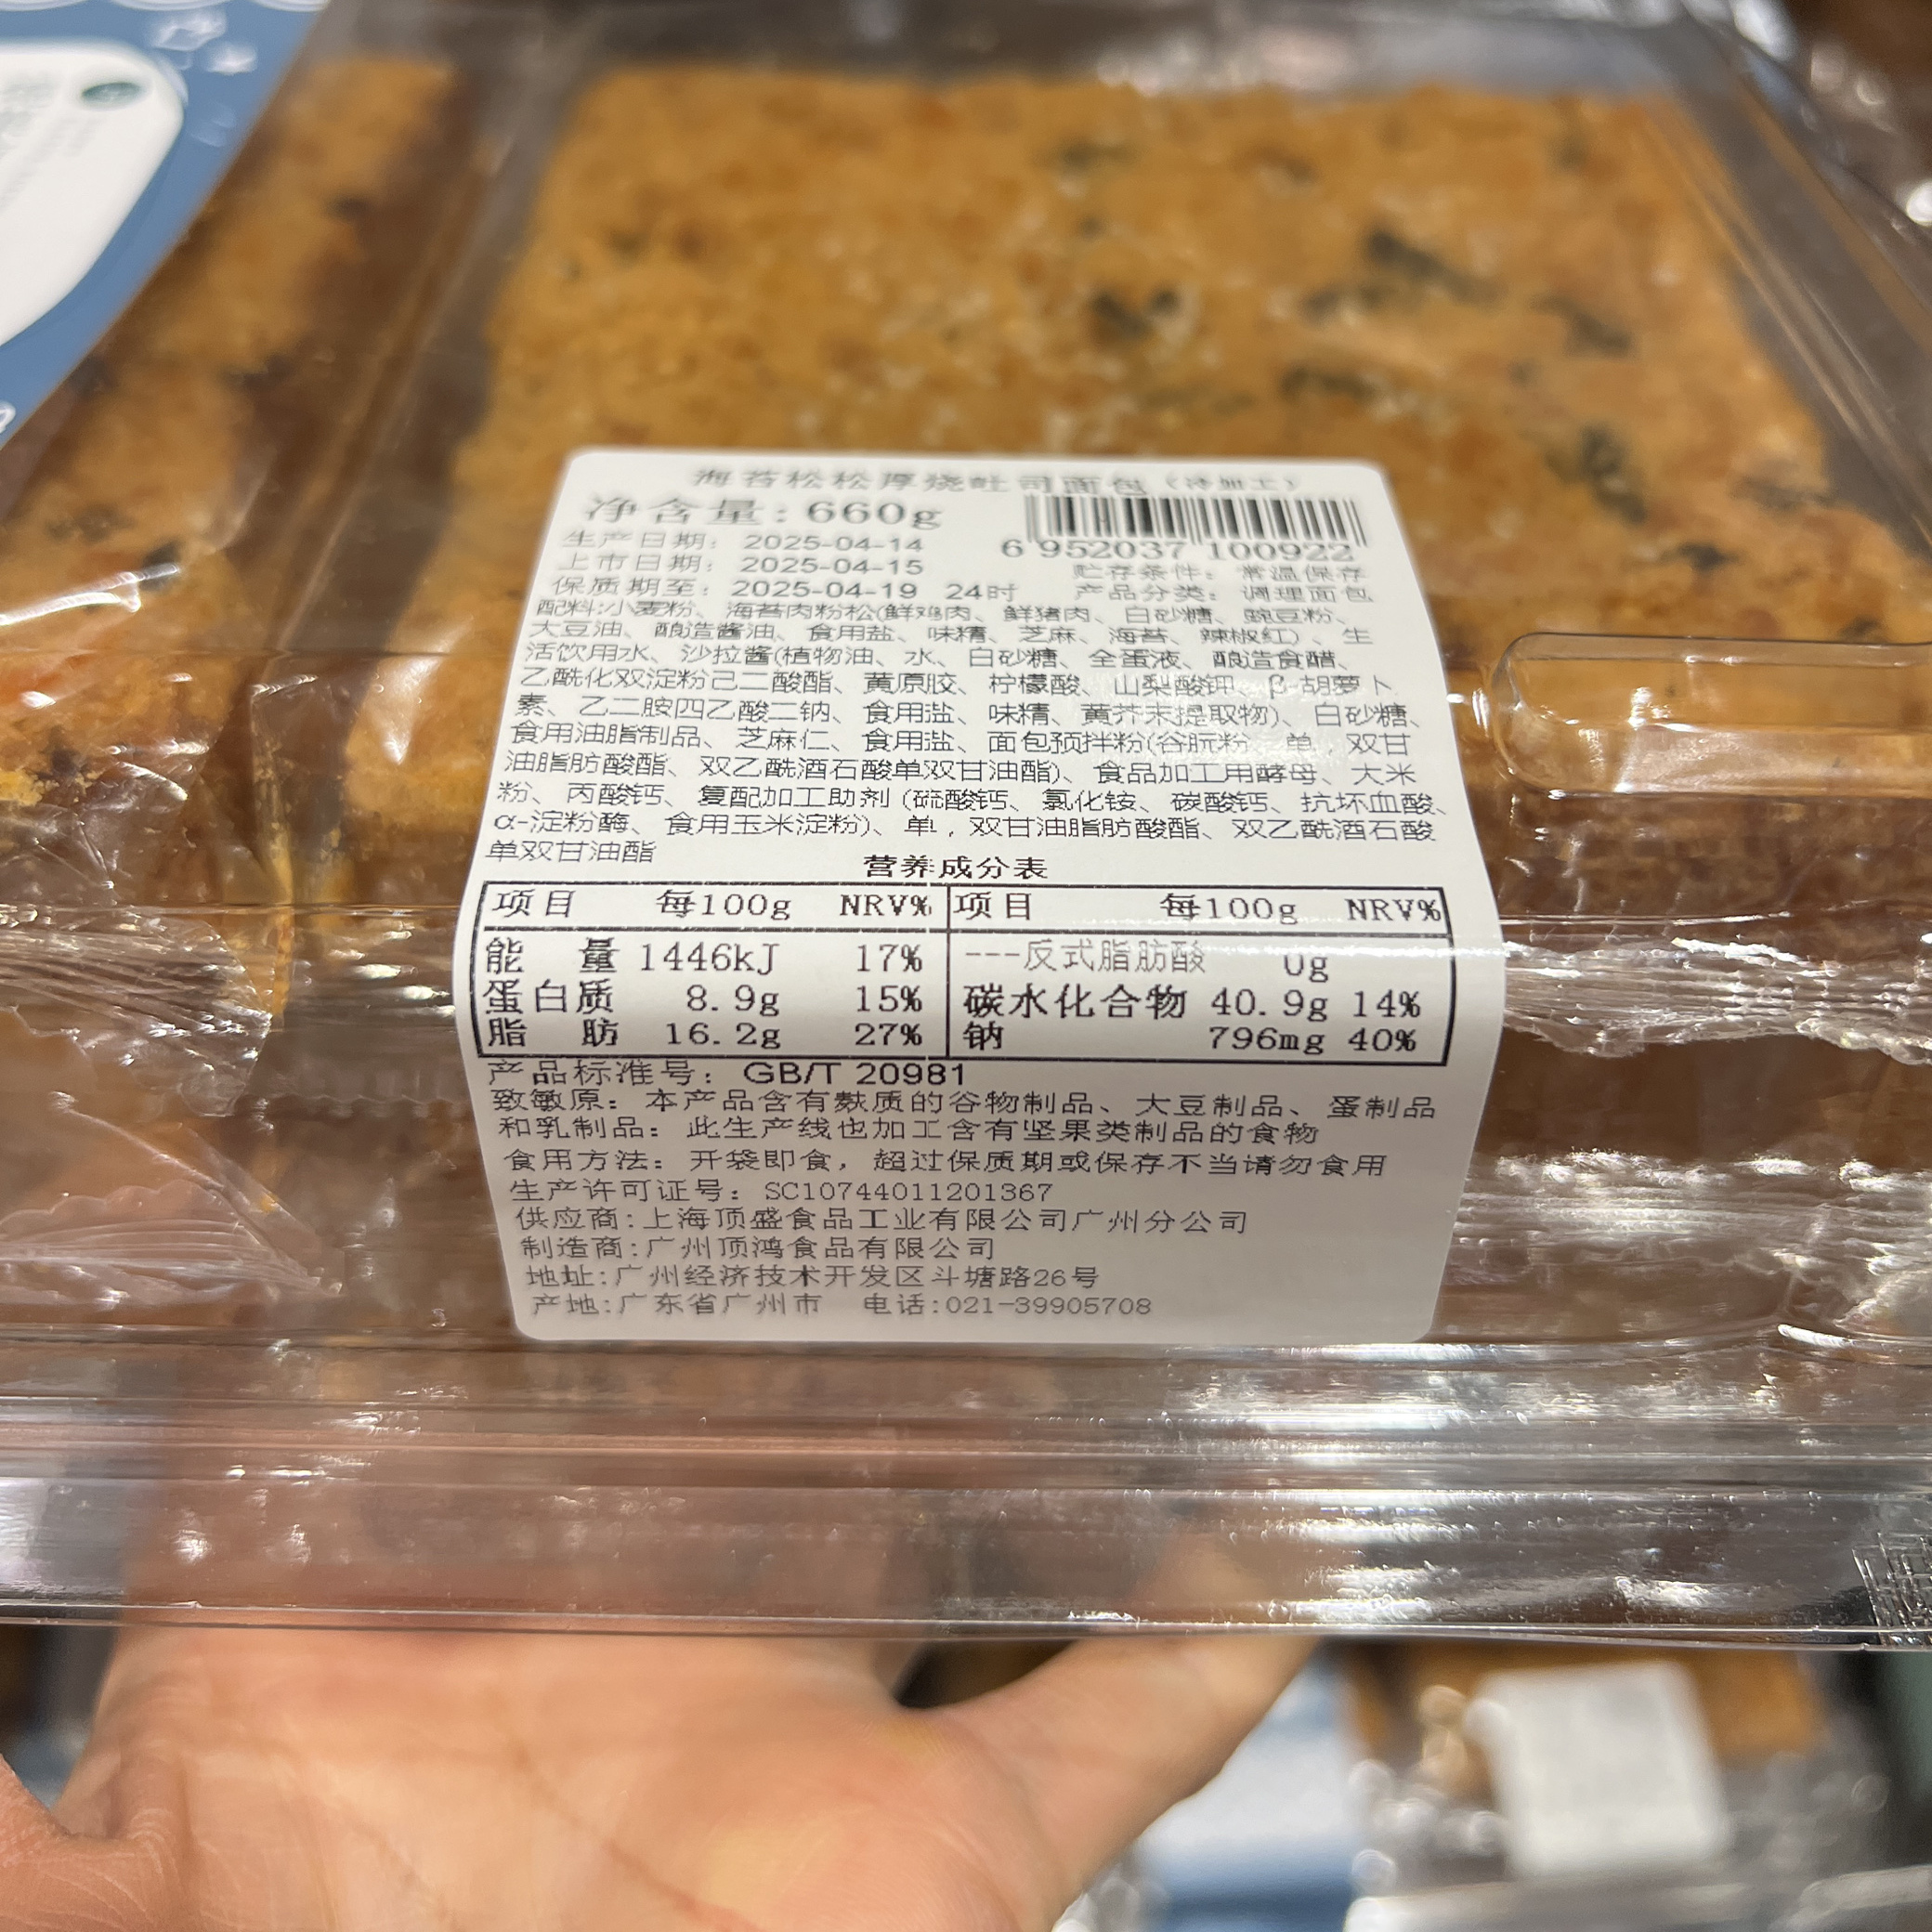 海苔松松厚烧吐司面包(冷加工)
净含量:660g
6 952037 100922
生产日期: 2025-04-14
上市日期: 2025-04-15
贮存条件: 常温保存
保质期至: 2025-04-19 24时
产品分类: 调理面包
配料:小麦粉、海苔肉粉松(鲜鸡肉、鲜猪肉、白砂糖、豌豆粉、
大豆油、酿造酱油、食用盐、味精、芝麻、海苔、辣椒红)、生
活饮用水、沙拉酱(植物油、水、白砂糖、全蛋液、酿造食醋、
乙酰化双淀粉己二酸酯、黄原胶、柠檬酸、山梨酸钾、β-胡萝卜
素、乙二胺四乙酸二钠、食用盐、味精、黄芥末提取物)、白砂糖、
食用油脂制品、芝麻仁、食用盐、面包预拌粉(谷朊粉、单,双甘
油脂肪酸酯、双乙酰酒石酸单双甘油酯)、食品加工用酵母、大米
粉、丙酸钙、复配加工助剂(硫酸钙、氯化铵、碳酸钙、抗坏血酸、
α-淀粉酶、食用玉米淀粉)、单,双甘油脂肪酸酯、双乙酰酒石酸
单双甘油酯
营养成分表
项目 每100g NRV% 项目 每100g NRV%
能 量 1446kJ 17% ---反式脂肪酸 0g
蛋白质 8.9g 15% 碳水化合物 40.9g 14%
脂 肪 16.2g 27% 钠 796mg 40%
产品标准号: GB/T 20981
致敏原: 本产品含有麸质的谷物制品、大豆制品、蛋制品
和乳制品; 此生产线也加工含有坚果类制品的食物
食用方法: 开袋即食, 超过保质期或保存不当请勿食用
生产许可证号: SC10744011201367
供应商:上海顶盛食品工业有限公司广州分公司
制造商:广州顶鸿食品有限公司
地址:广州经济技术开发区斗塘路26号
产地:广东省广州市 电话:021-39905708